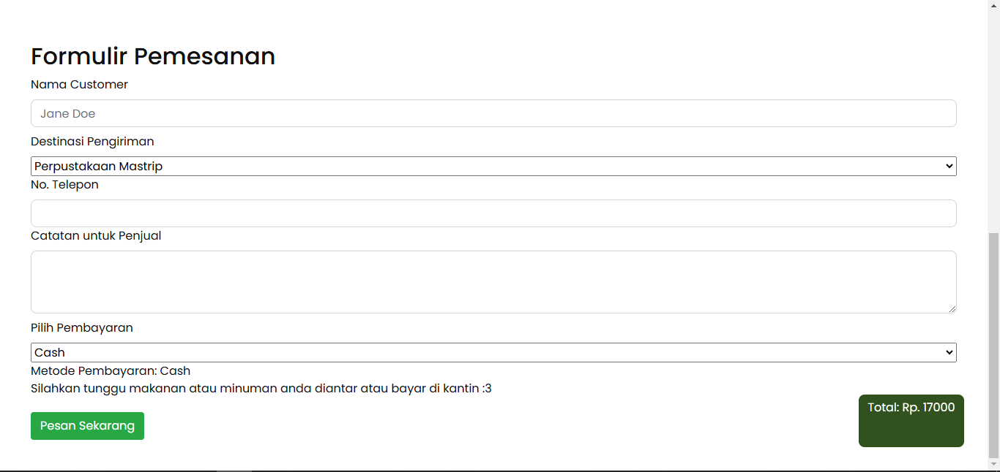 Formulir Pemesanan
Nama Customer
Jane Doe
Destinasi Pengiriman
Perpustakaan Mastrip
No. Telepon
Catatan untuk Penjual
Pilih Pembayaran
Cash
Metode Pembayaran: Cash
Silahkan tunggu makanan atau minuman anda diantar atau bayar di kantin :3
Total: Rp. 17000
Pesan Sekarang